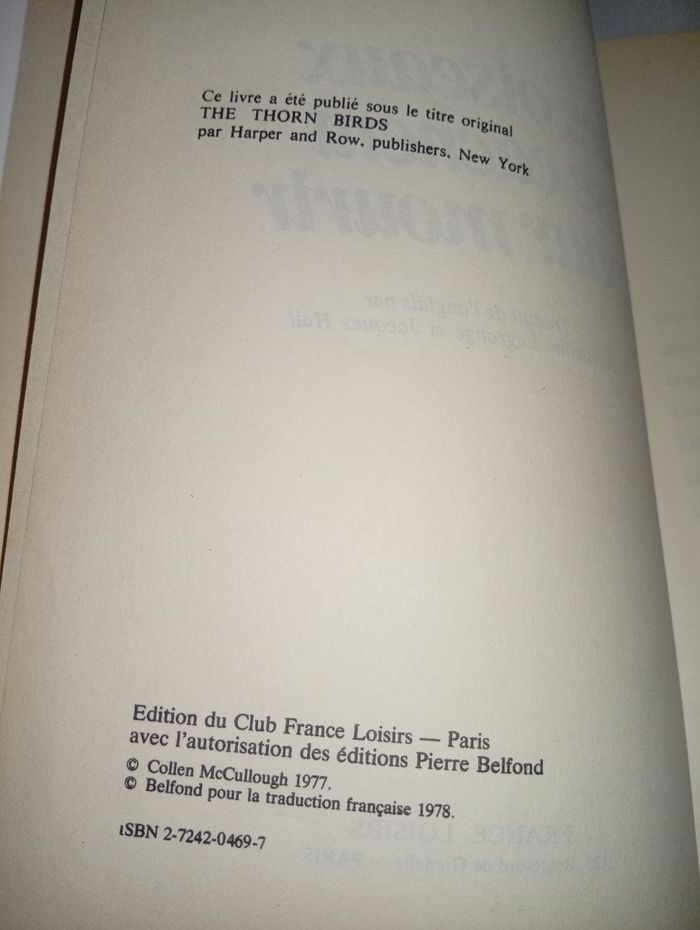 Ce livre a été publié sous le titre original
THE THORN BIRDS
par Harper and Row, publishers, New York
Edition du Club France Loisirs — Paris
avec l'autorisation des éditions Pierre Belfond
© Collen McCullough 1977.
© Belfond pour la traduction française 1978.
ISBN 2-7242-0469-7